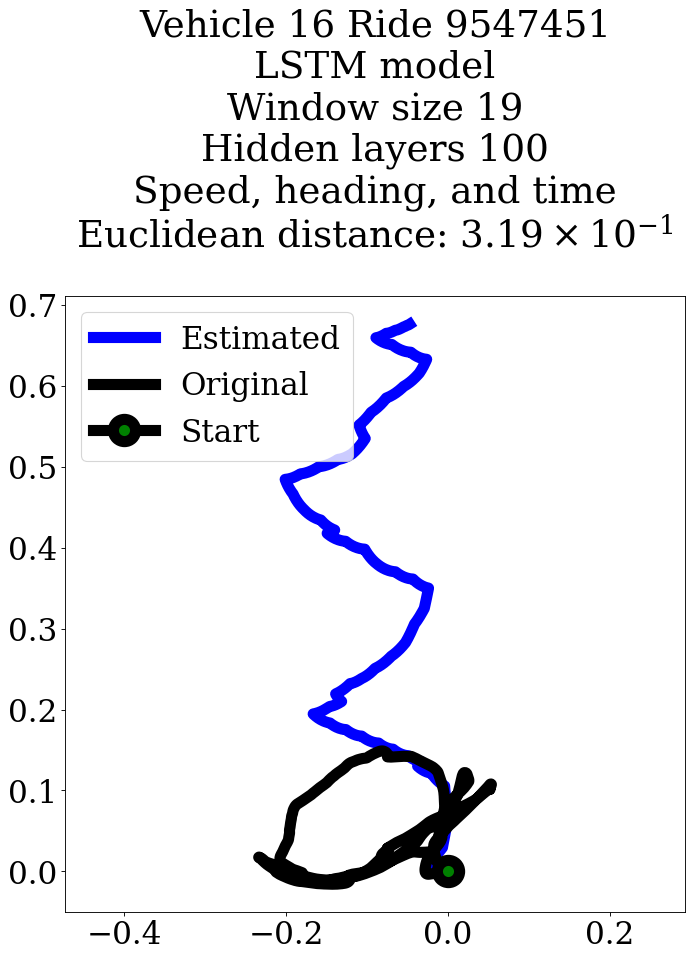 Vehicle 16 Ride 9547451
LSTM model
Window size 19
Hidden layers 100
Speed, heading, and time
Euclidean distance: 3.19 × 10⁻¹
0.7
0.6
0.5
0.4
0.3
0.2
0.1
0.0
Estimated
Original
Start
−0.4 −0.2 0.0 0.2